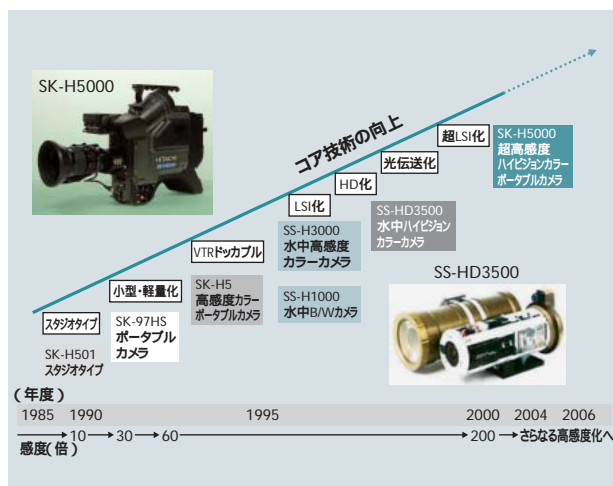 SK-H5000
コア技術の向上
超LSI化
SK-H5000
超高感度
ハイビジョンカラー
ポータブルカメラ
光伝送化
HD化
SS-HD3500
水中ハイビジョン
カラーカメラ
LSI化
SS-H3000
水中高感度
カラーカメラ
SS-H1000
水中B/Wカメラ
VTRドッカブル
SK-H5
高感度カラー
ポータブルカメラ
小型・軽量化
SK-97HS
ポータブル
カメラ
スタジオタイプ
SK-H501
スタジオタイプ
SS-HD3500
HITACHI
(年度)
1985 1990 1995 2000 2004 2006
10 30 60 200 さらなる高感度化へ
感度(倍)